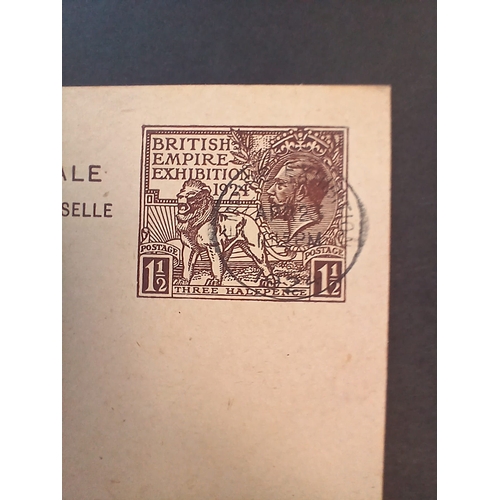 ALE
SELLE
BRITISH
EMPIRE
EXHIBITION
1924
POSTAGE
POSTAGE
1½
1½
THREE HALFPENCE